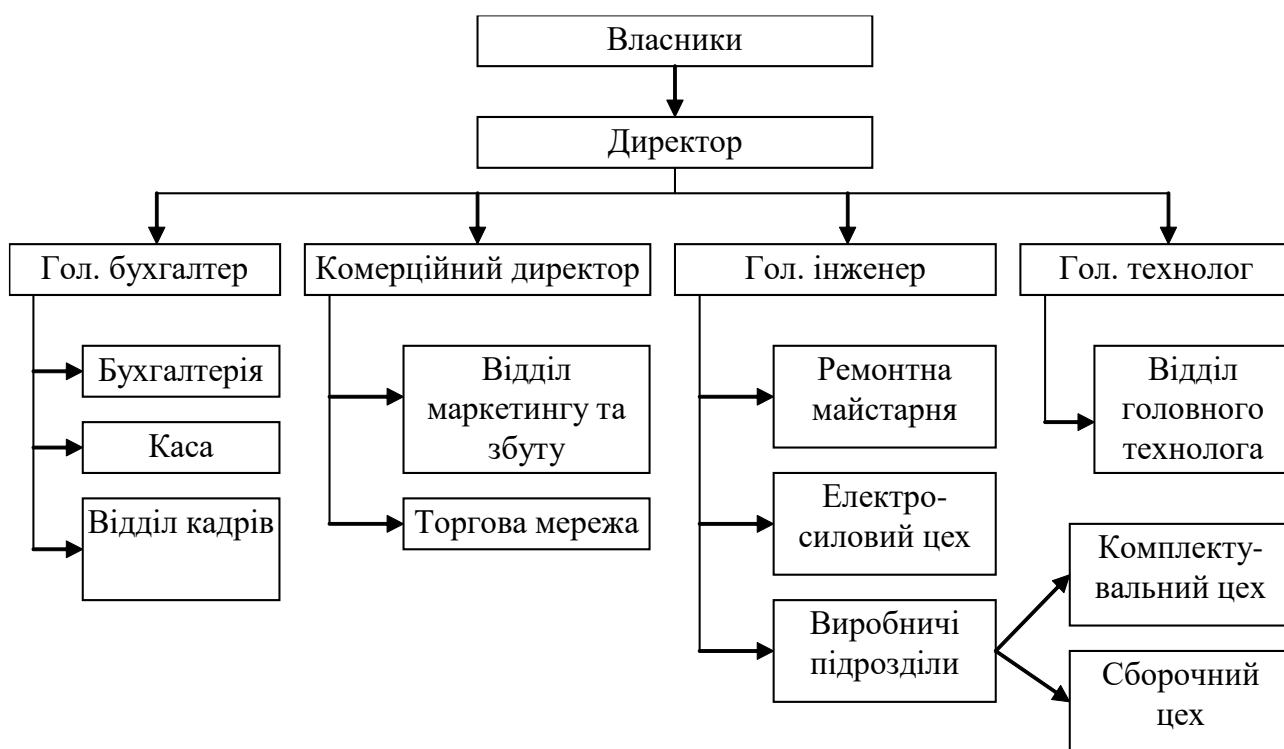 Власники
Директор
Гол. бухгалтер
Комерційний директор
Гол. інженер
Гол. технолог
Бухгалтерія
Каса
Відділ кадрів
Відділ
маркетингу та
збуту
Торгова мережа
Ремонтна
майстарня
Електро-
силовий цех
Виробничі
підрозділи
Відділ
головного
технолога
Комплекту-
вальний цех
Сборочний
цех